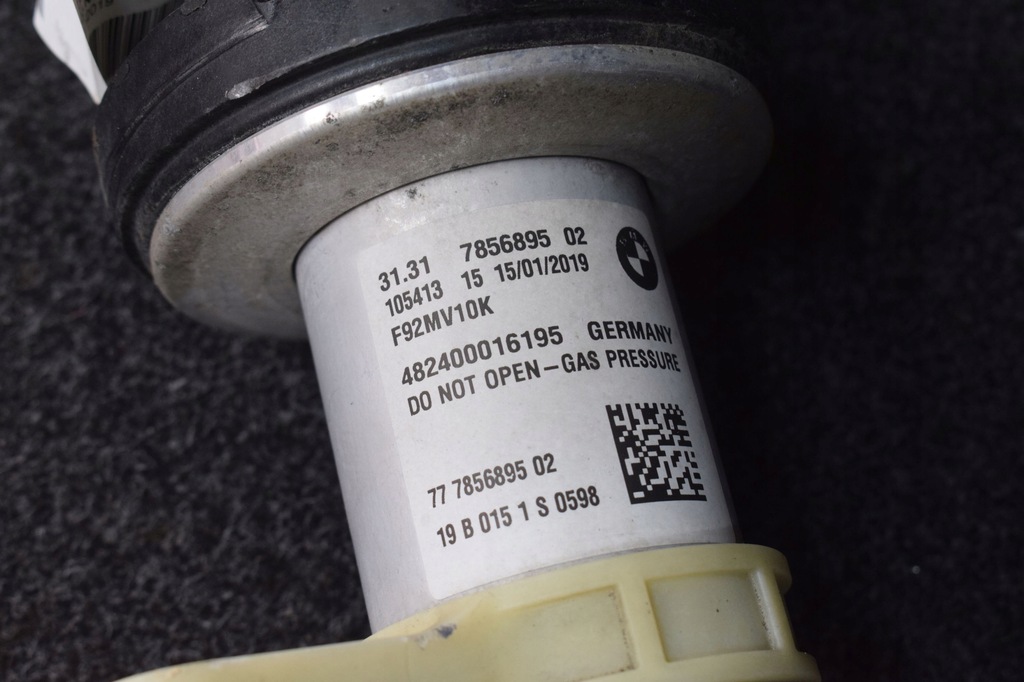 2019
31.31 7856895 02
105413 15 15/01/2019
F92MV10K
482400016195 GERMANY
DO NOT OPEN-GAS PRESSURE
77 7856895 02
19 B 015 1 S 0598